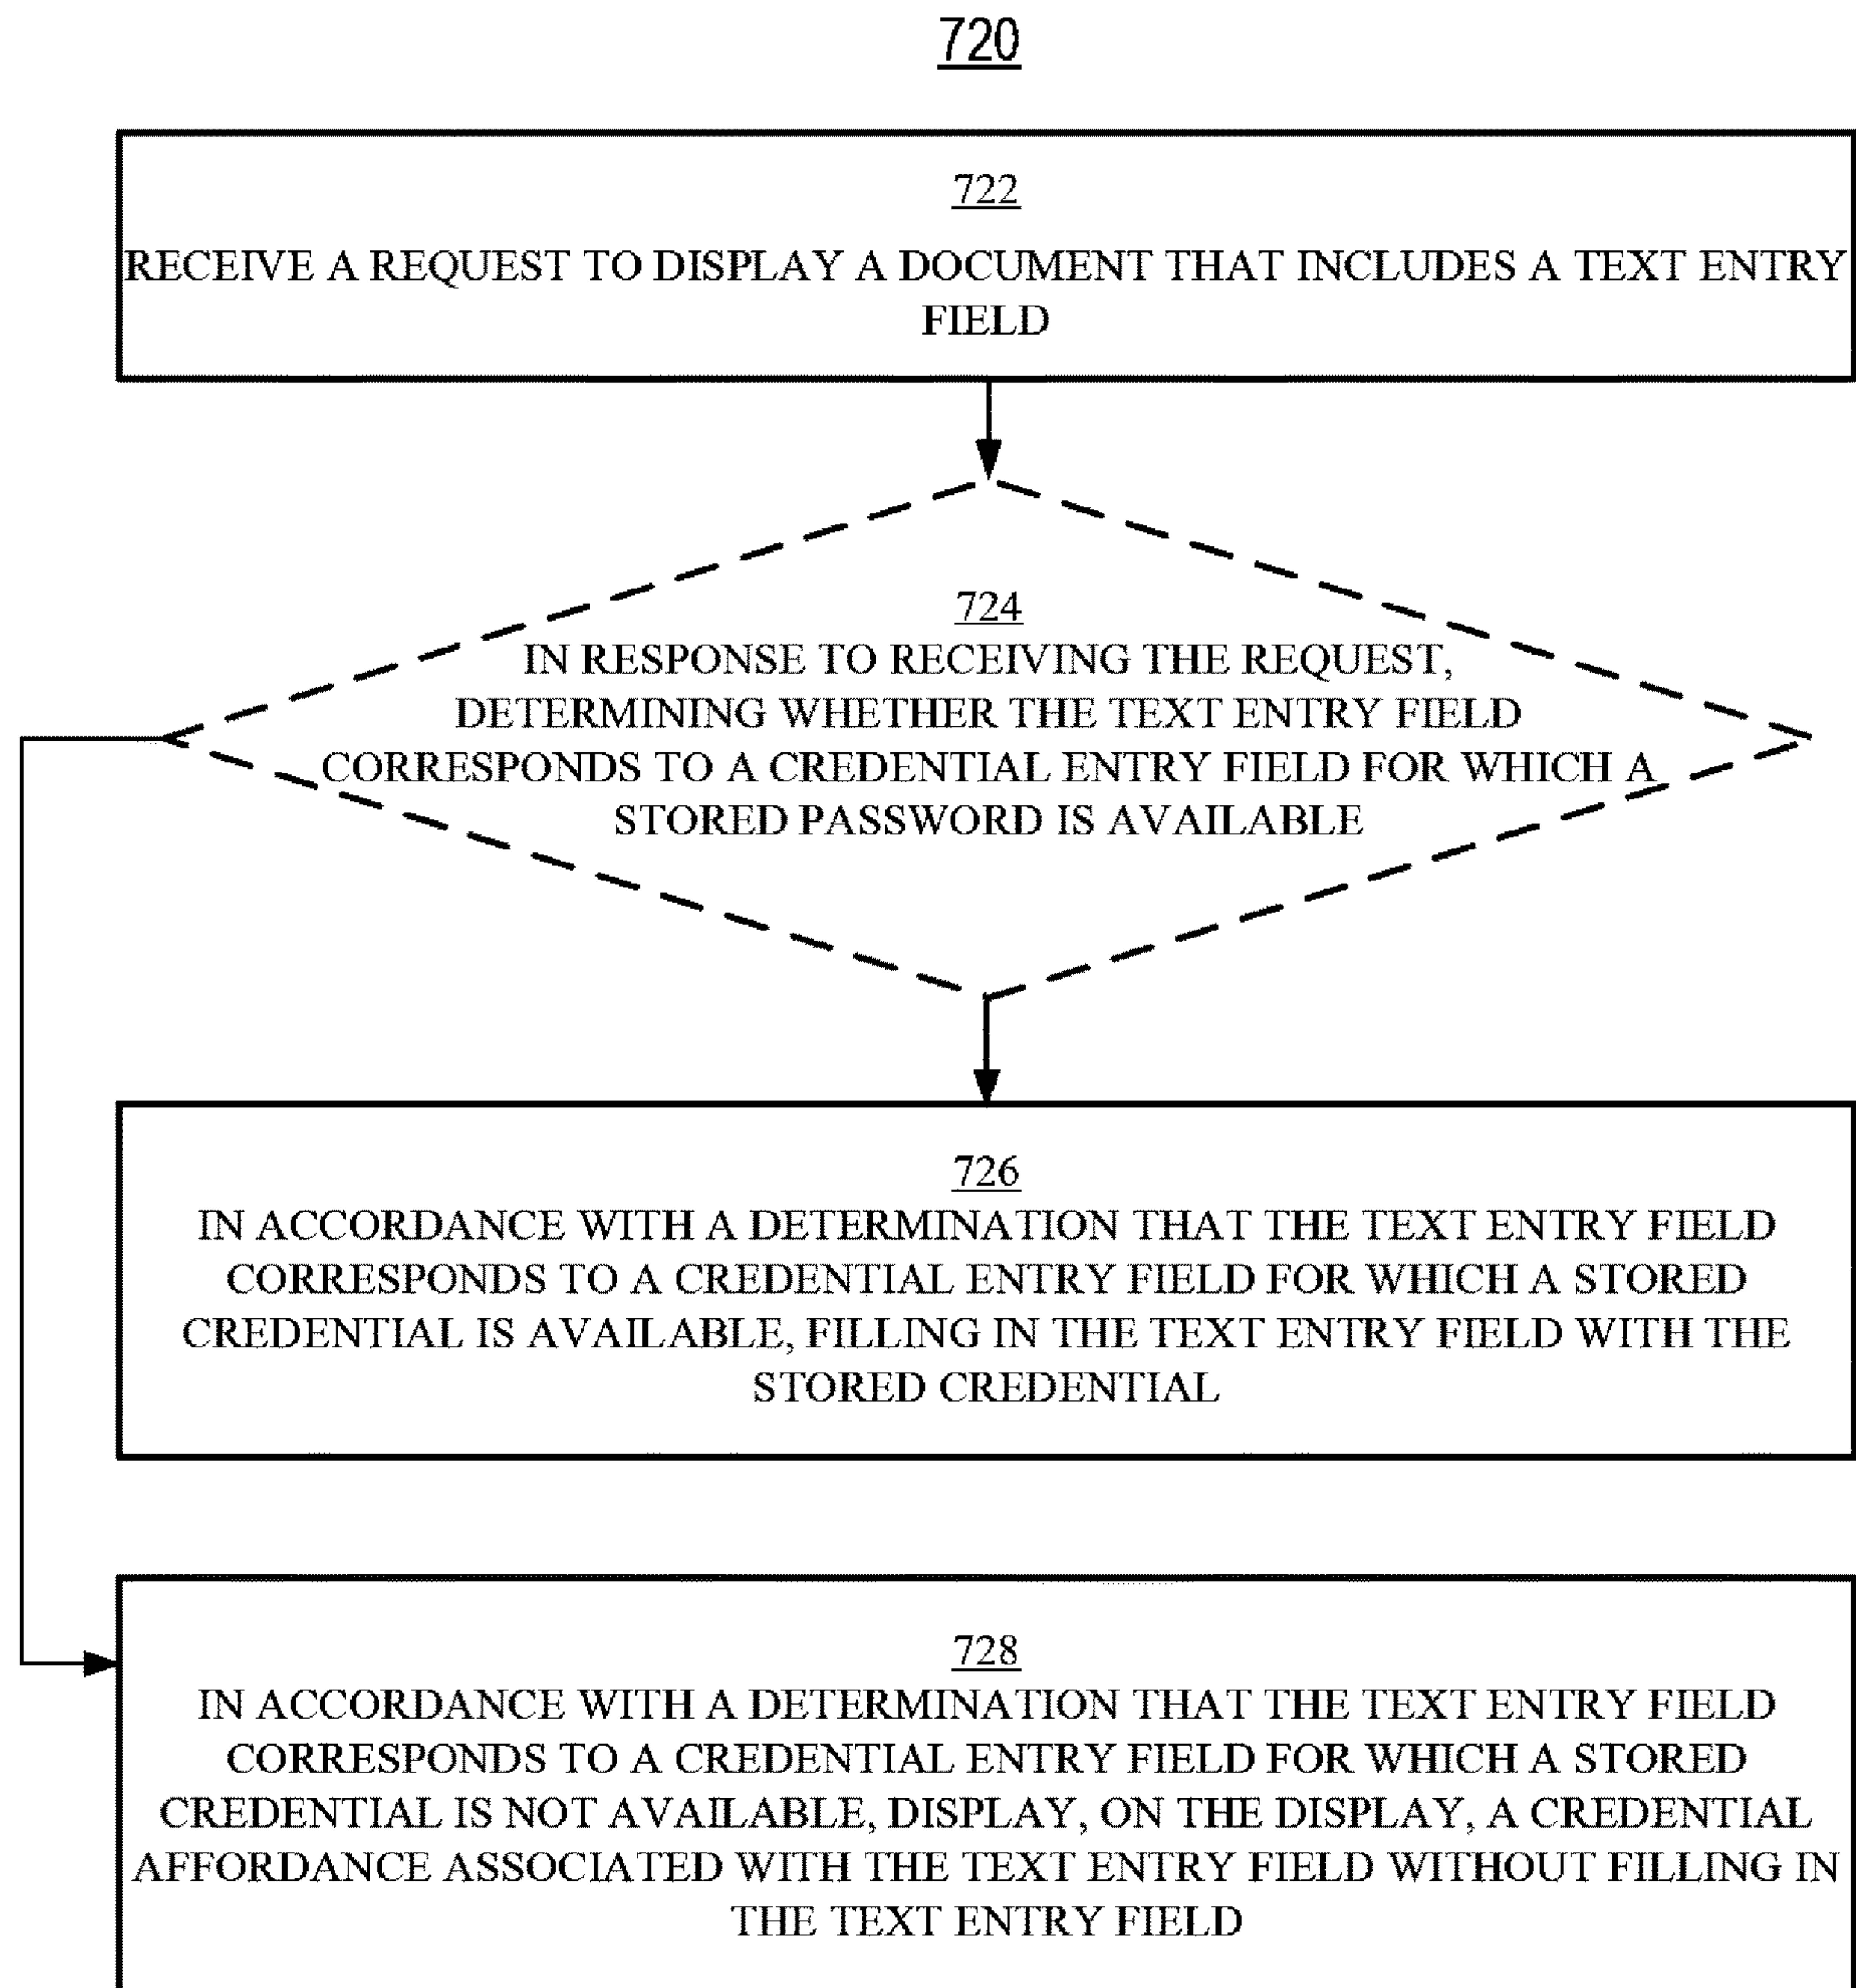 720
722
RECEIVE A REQUEST TO DISPLAY A DOCUMENT THAT INCLUDES A TEXT ENTRY
FIELD
724
IN RESPONSE TO RECEIVING THE REQUEST,
DETERMINING WHETHER THE TEXT ENTRY FIELD
CORRESPONDS TO A CREDENTIAL ENTRY FIELD FOR WHICH A
STORED PASSWORD IS AVAILABLE
726
IN ACCORDANCE WITH A DETERMINATION THAT THE TEXT ENTRY FIELD
CORRESPONDS TO A CREDENTIAL ENTRY FIELD FOR WHICH A STORED
CREDENTIAL IS AVAILABLE, FILLING IN THE TEXT ENTRY FIELD WITH THE
STORED CREDENTIAL
728
IN ACCORDANCE WITH A DETERMINATION THAT THE TEXT ENTRY FIELD
CORRESPONDS TO A CREDENTIAL ENTRY FIELD FOR WHICH A STORED
CREDENTIAL IS NOT AVAILABLE, DISPLAY, ON THE DISPLAY, A CREDENTIAL
AFFORDANCE ASSOCIATED WITH THE TEXT ENTRY FIELD WITHOUT FILLING IN
THE TEXT ENTRY FIELD